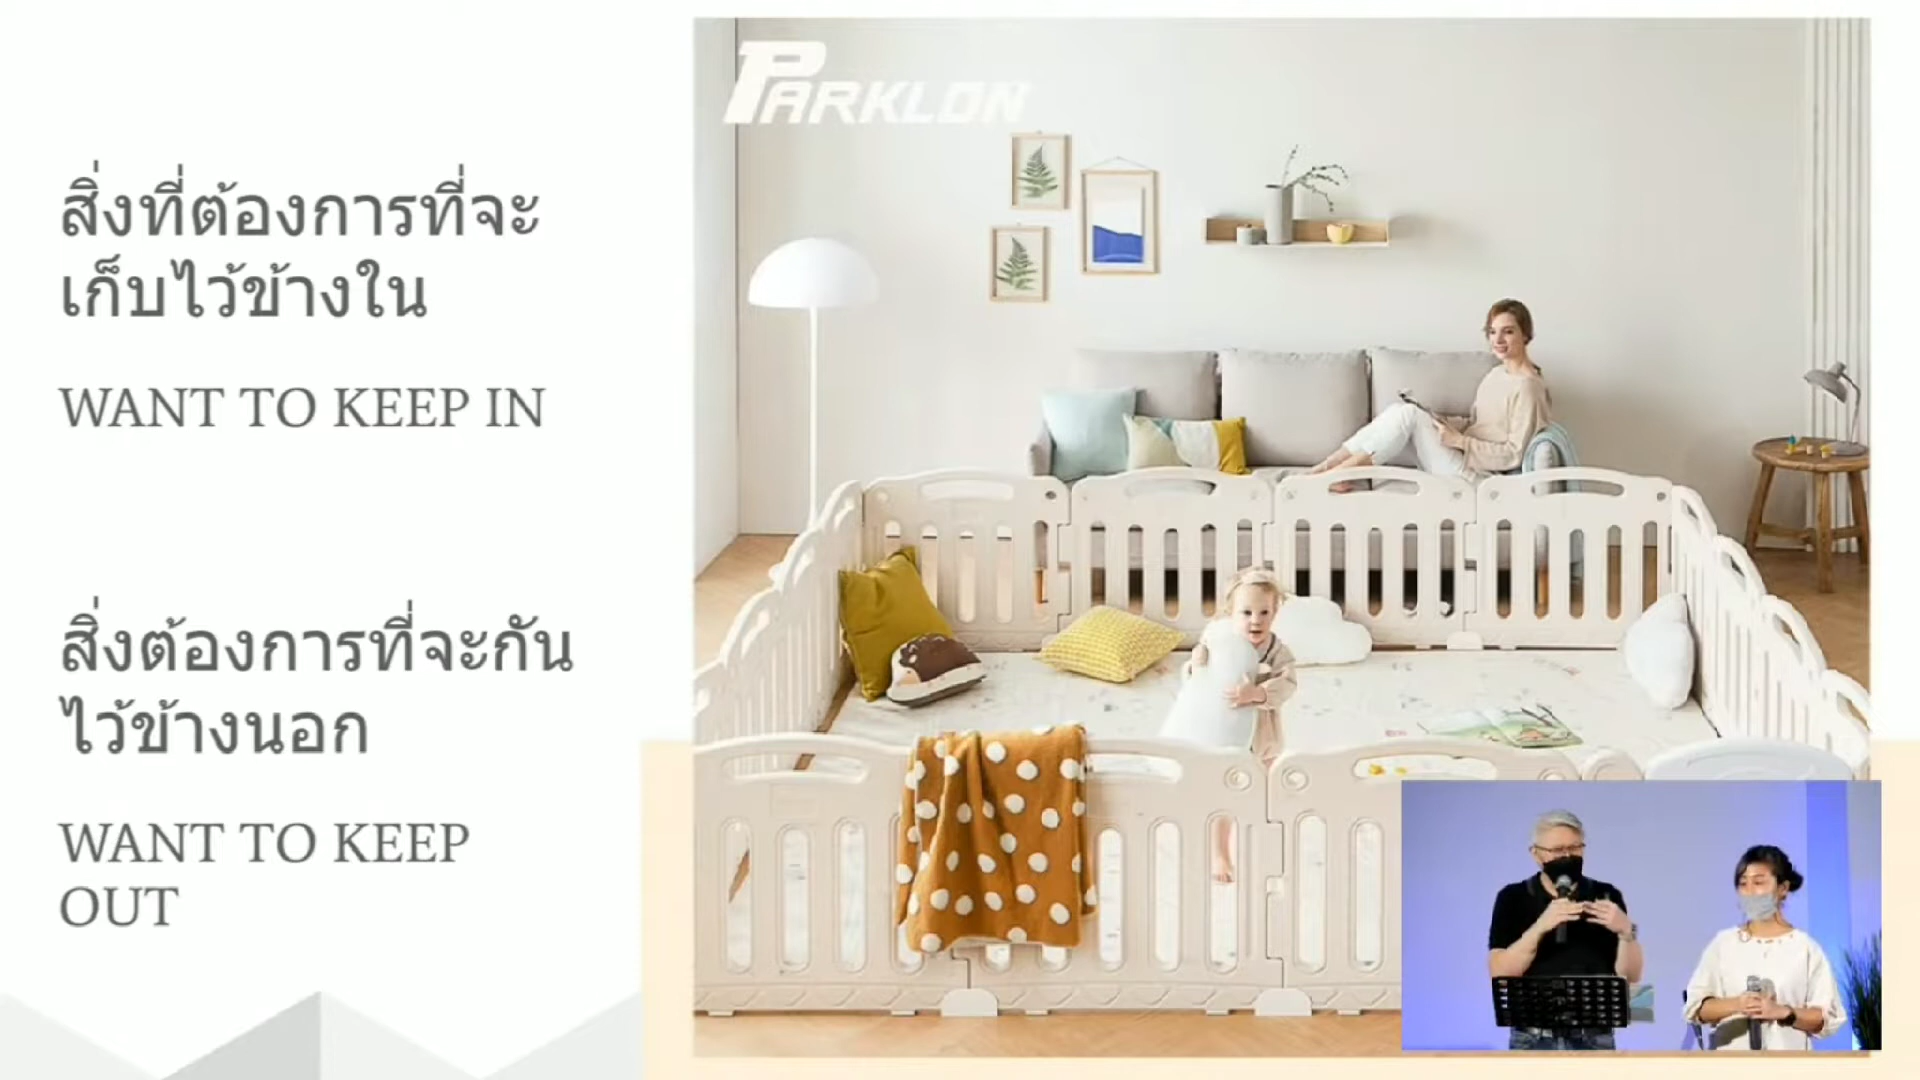 PARKLON
สิ่งที่ต้องการที่จะ
เก็บไว้ข้างใน
WANT TO KEEP IN
สิ่งต้องการที่จะกัน
ไว้ข้างนอก
WANT TO KEEP
OUT